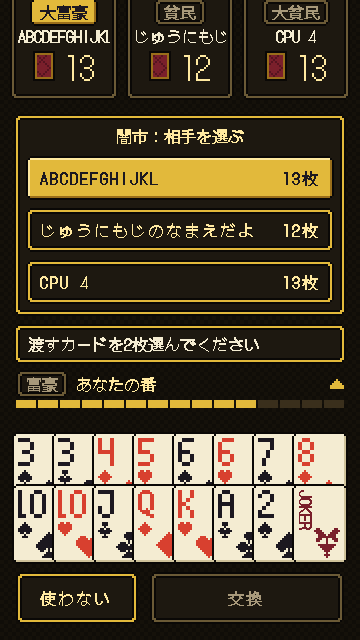 大富豪 貧民 大貧民
ABCDEFGHIJKL じゅうにもじ CPU 4
13 12 13
闇市：相手を選ぶ
ABCDEFGHIJKL 13枚
じゅうにもじのなまえだよ 12枚
CPU 4 13枚
渡すカードを2枚選んでください
富豪 あなたの番
3 3 4 5 6 6 7 8
10 10 J Q K A 2 JOKER
使わない 交換